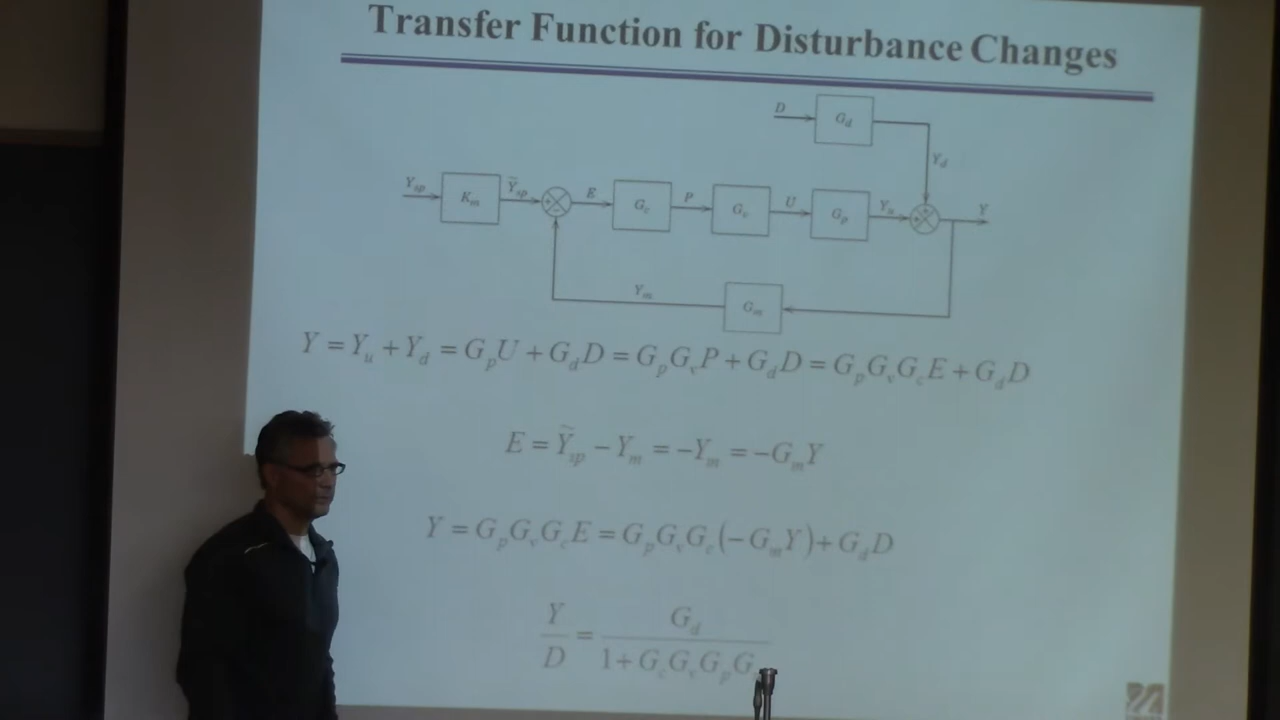 Transfer Function for Disturbance Changes
D
G_d
Y_d
Y_sp
K_m
Ỹ_sp
E
G_c
P
G_v
U
G_p
Y_u
Y
Y_m
G_m
Y = Y_u + Y_d = G_pU + G_dD = G_pG_vP + G_dD = G_pG_vG_cE + G_dD
E = Ỹ_sp − Y_m = −Y_m = −G_mY
Y = G_pG_vG_cE = G_pG_vG_c(−G_mY) + G_dD
Y/D = G_d/(1+G_cG_vG_pG